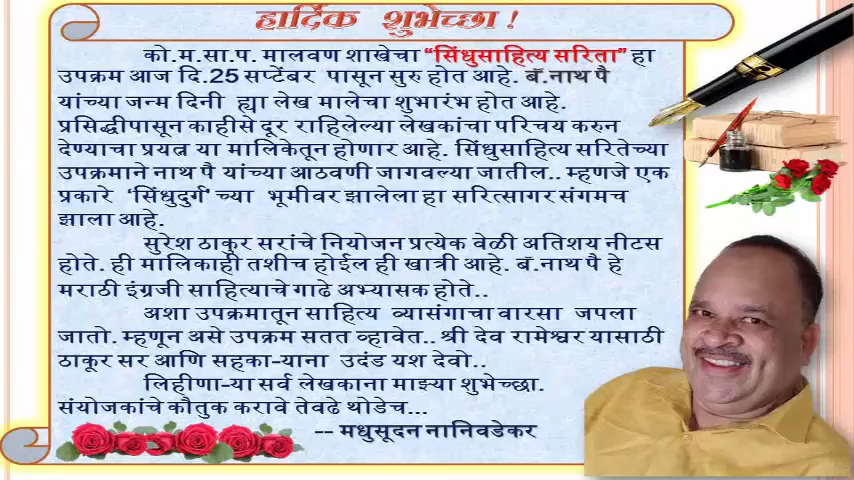 हार्दिक शुभेच्छा !
को.म.सा.प. मालवण शाखेचा “सिंधुसाहित्य सरिता” हा
उपक्रम आज दि.25 सप्टेंबर पासून सुरु होत आहे. बॅ.नाथ पै
यांच्या जन्म दिनी ह्या लेख मालेचा शुभारंभ होत आहे.
प्रसिद्धीपासून काहीसे दूर राहिलेल्या लेखकांचा परिचय करुन
देण्याचा प्रयत्न या मालिकेतून होणार आहे. सिंधुसाहित्य सरितेच्या
उपक्रमाने नाथ पै यांच्या आठवणी जागवल्या जातील.. म्हणजे एक
प्रकारे ‘सिंधुदुर्ग' च्या भूमीवर झालेला हा सरित्सागर संगमच
झाला आहे.
सुरेश ठाकुर सरांचे नियोजन प्रत्येक वेळी अतिशय नीटस
होते. ही मालिकाही तशीच होईल ही खात्री आहे. बॅ.नाथ पै हे
मराठी इंग्रजी साहित्याचे गाढे अभ्यासक होते..
अशा उपक्रमातून साहित्य व्यासंगाचा वारसा जपला
जातो. म्हणून असे उपक्रम सतत व्हावेत.. श्री देव रामेश्वर यासाठी
ठाकूर सर आणि सहका-याना उदंड यश देवो..
लिहीणा-या सर्व लेखकाना माझ्या शुभेच्छा.
संयोजकांचे कौतुक करावे तेवढे थोडेच...
-- मधुसूदन नानिवडेकर